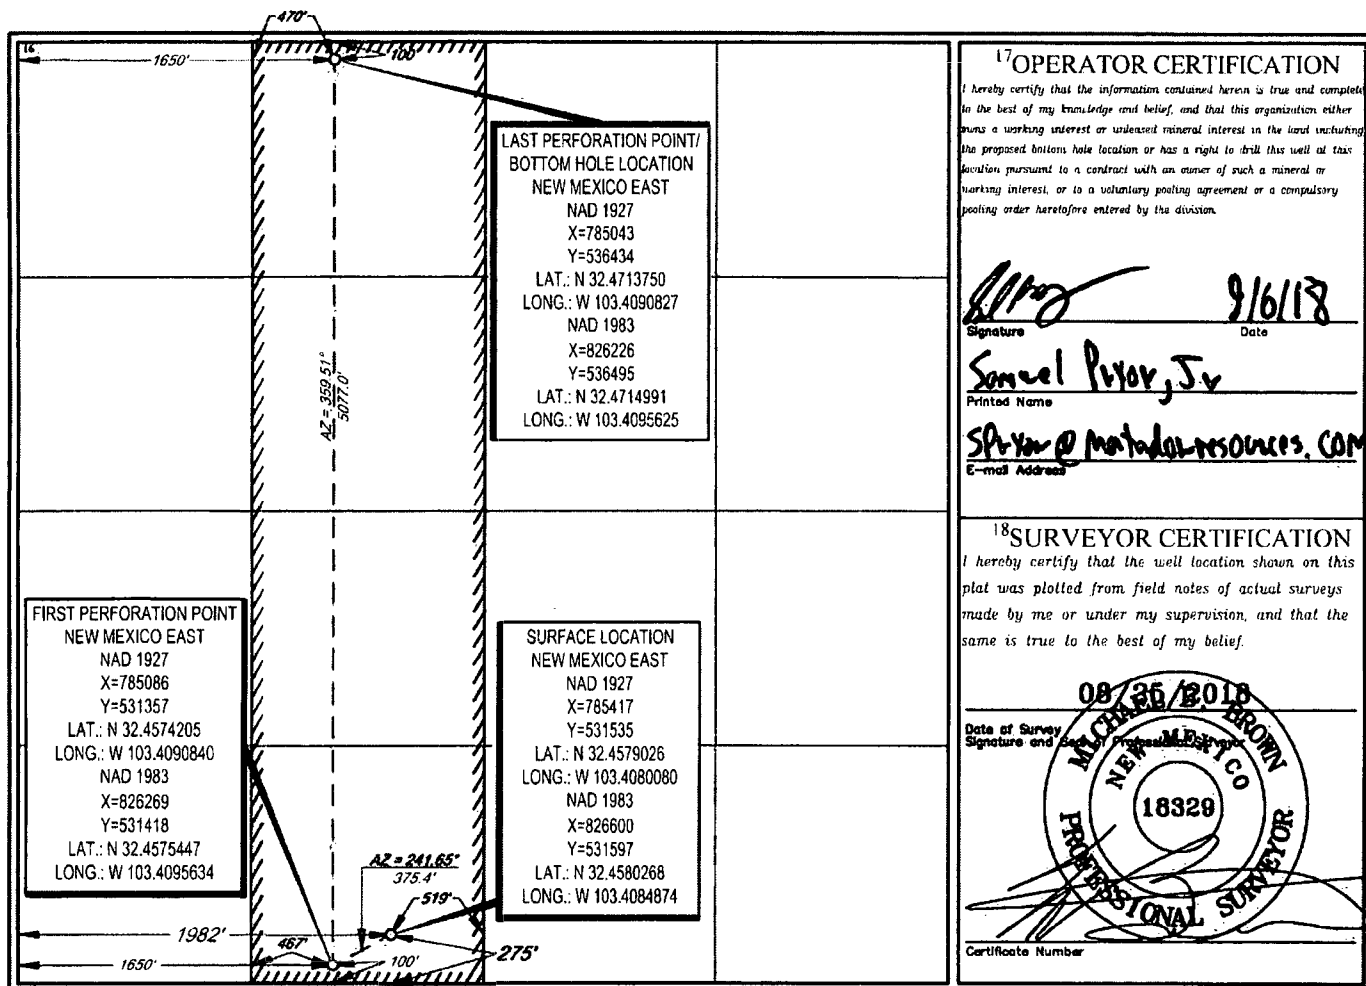 470'
16
1650'
100'
LAST PERFORATION POINT/
BOTTOM HOLE LOCATION
NEW MEXICO EAST
NAD 1927
X=785043
Y=536434
LAT.: N 32.4713750
LONG.: W 103.4090827
NAD 1983
X=826226
Y=536495
LAT.: N 32.4714991
LONG.: W 103.4095625
AZ = 359.51°
5077.0'
FIRST PERFORATION POINT
NEW MEXICO EAST
NAD 1927
X=785086
Y=531357
LAT.: N 32.4574205
LONG.: W 103.4090840
NAD 1983
X=826269
Y=531418
LAT.: N 32.4575447
LONG.: W 103.4095634
SURFACE LOCATION
NEW MEXICO EAST
NAD 1927
X=785417
Y=531535
LAT.: N 32.4579026
LONG.: W 103.4080080
NAD 1983
X=826600
Y=531597
LAT.: N 32.4580268
LONG.: W 103.4084874
AZ = 241.65°
375.4'
519'
1982'
467'
275'
1650'
100'
17 OPERATOR CERTIFICATION
I hereby certify that the information contained herein is true and complete
to the best of my knowledge and belief, and that this organization either
owns a working interest or unleased mineral interest in the land including
the proposed bottom hole location or has a right to drill this well at this
location pursuant to a contract with an owner of such a mineral or
working interest, or to a voluntary pooling agreement or a compulsory
pooling order heretofore entered by the division.
9/6/18
Signature Date
Samuel Pryor, Jr
Printed Name
spryor@matadorresources.com
E-mail Address
18 SURVEYOR CERTIFICATION
I hereby certify that the well location shown on this
plat was plotted from field notes of actual surveys
made by me or under my supervision, and that the
same is true to the best of my belief.
2018
Date of Survey
Signature and Seal of Professional Surveyor
MICHAEL B. BROWN
NEW MEXICO
18329
PROFESSIONAL SURVEYOR
Certificate Number